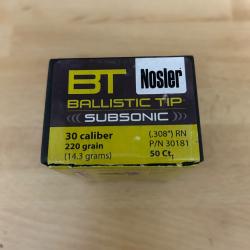 BT Nosler®
BALLISTIC TIP®
SUBSONIC
30 caliber (.308") RN
220 grain P/N 30181
(14.3 grams) 50 Ct.